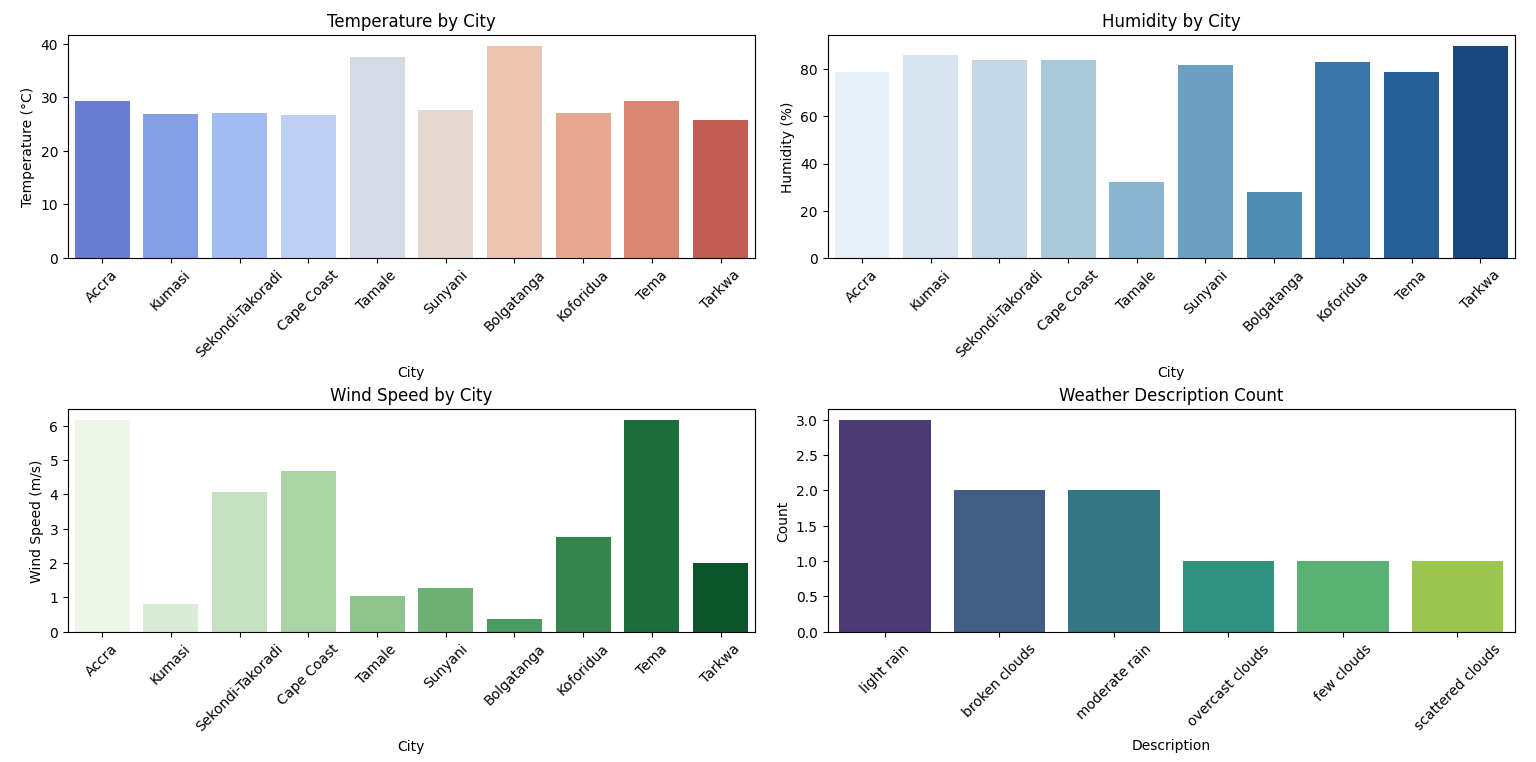 Temperature by City
Temperature (°C)
40
30
20
10
0
Accra
Kumasi
Sekondi-Takoradi
Cape Coast
Tamale
Sunyani
Bolgatanga
Koforidua
Tema
Tarkwa
City
Humidity by City
Humidity (%)
80
60
40
20
0
Accra
Kumasi
Sekondi-Takoradi
Cape Coast
Tamale
Sunyani
Bolgatanga
Koforidua
Tema
Tarkwa
City
Wind Speed by City
Wind Speed (m/s)
6
5
4
3
2
1
0
Accra
Kumasi
Sekondi-Takoradi
Cape Coast
Tamale
Sunyani
Bolgatanga
Koforidua
Tema
Tarkwa
City
Weather Description Count
Count
3.0
2.5
2.0
1.5
1.0
0.5
0.0
light rain
broken clouds
moderate rain
overcast clouds
few clouds
scattered clouds
Description